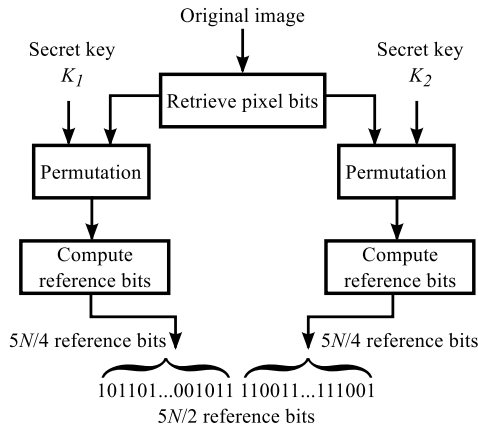 Original image
Secret key
K1
Secret key
K2
Retrieve pixel bits
Permutation
Permutation
Compute
reference bits
Compute
reference bits
5N/4 reference bits
5N/4 reference bits
101101...001011 110011...111001
5N/2 reference bits